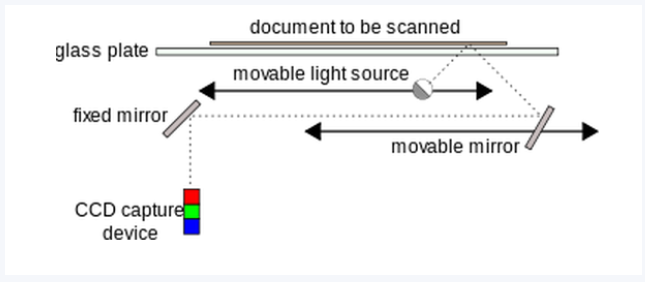 document to be scanned
glass plate
movable light source
fixed mirror
movable mirror
CCD capture
device